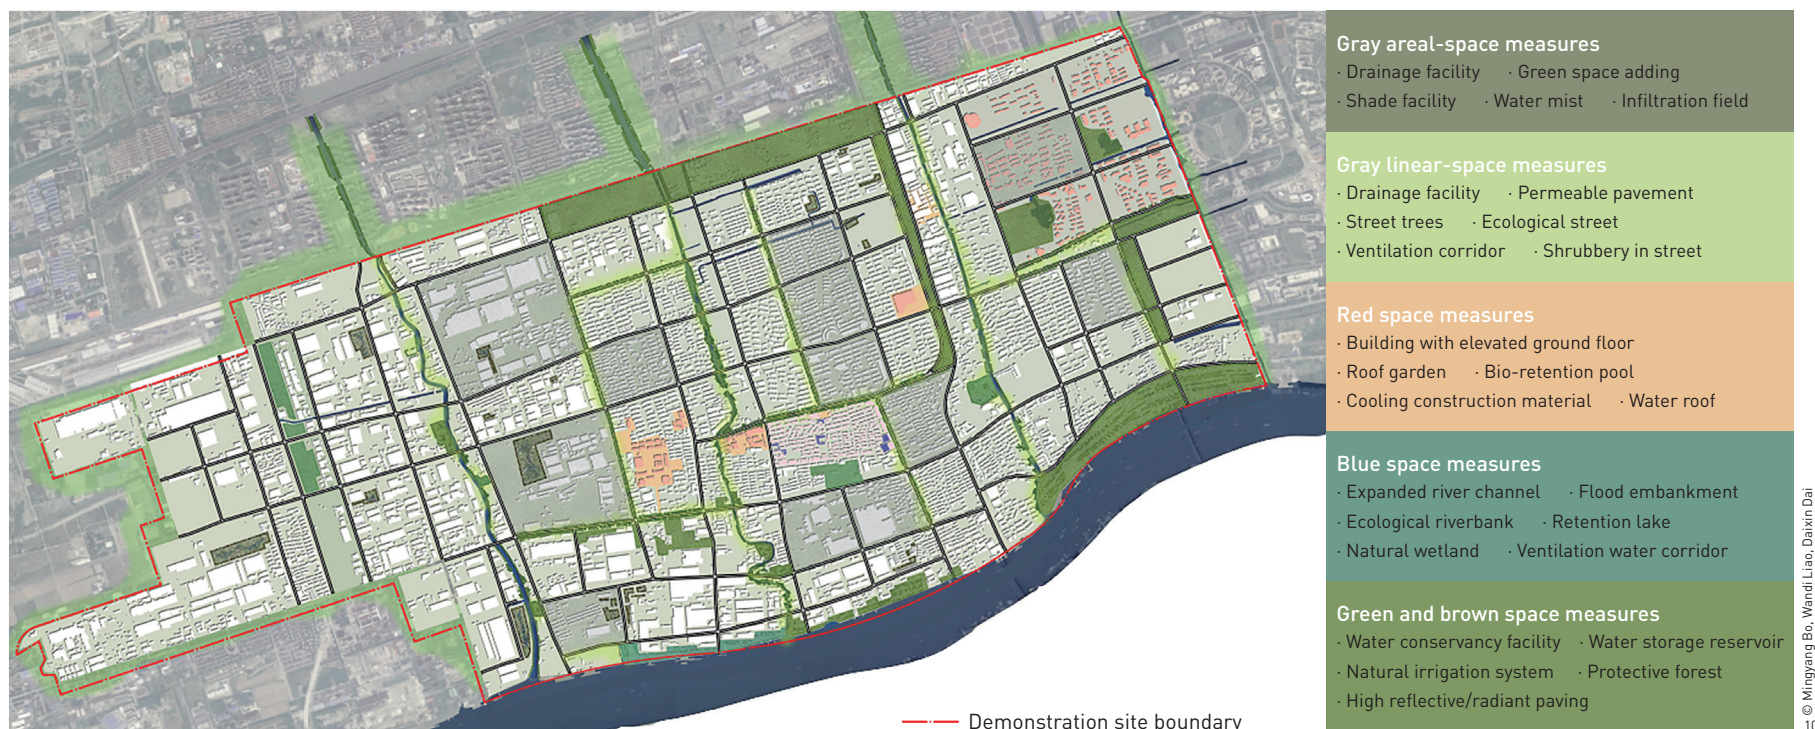 Gray areal-space measures
· Drainage facility · Green space adding
· Shade facility · Water mist · Infiltration field
Gray linear-space measures
· Drainage facility · Permeable pavement
· Street trees · Ecological street
· Ventilation corridor · Shrubbery in street
Red space measures
· Building with elevated ground floor
· Roof garden · Bio-retention pool
· Cooling construction material · Water roof
Blue space measures
· Expanded river channel · Flood embankment
· Ecological riverbank · Retention lake
· Natural wetland · Ventilation water corridor
Green and brown space measures
· Water conservancy facility · Water storage reservoir
· Natural irrigation system · Protective forest
· High reflective/radiant paving
Demonstration site boundary
© Mingyang Bo, Wandi Liao, Daixin Dai
10